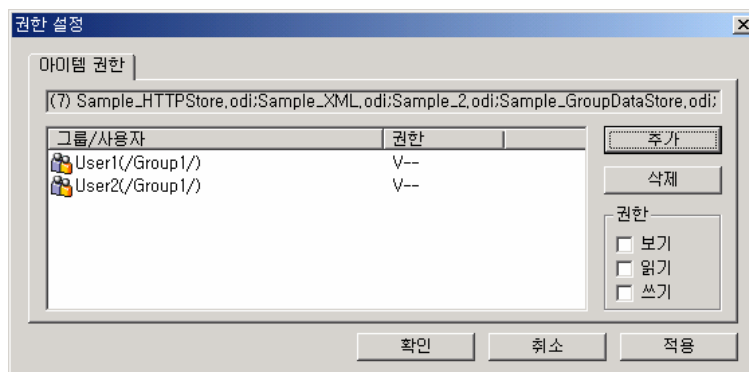 권한 설정
아이템 권한
(7) Sample_HTTPStore.odi;Sample_XML.odi;Sample_2.odi;Sample_GroupDataStore.odi;
그룹/사용자 권한
User1(/Group1/) V--
User2(/Group1/) V--
추가
삭제
권한
보기
읽기
쓰기
확인 취소 적용